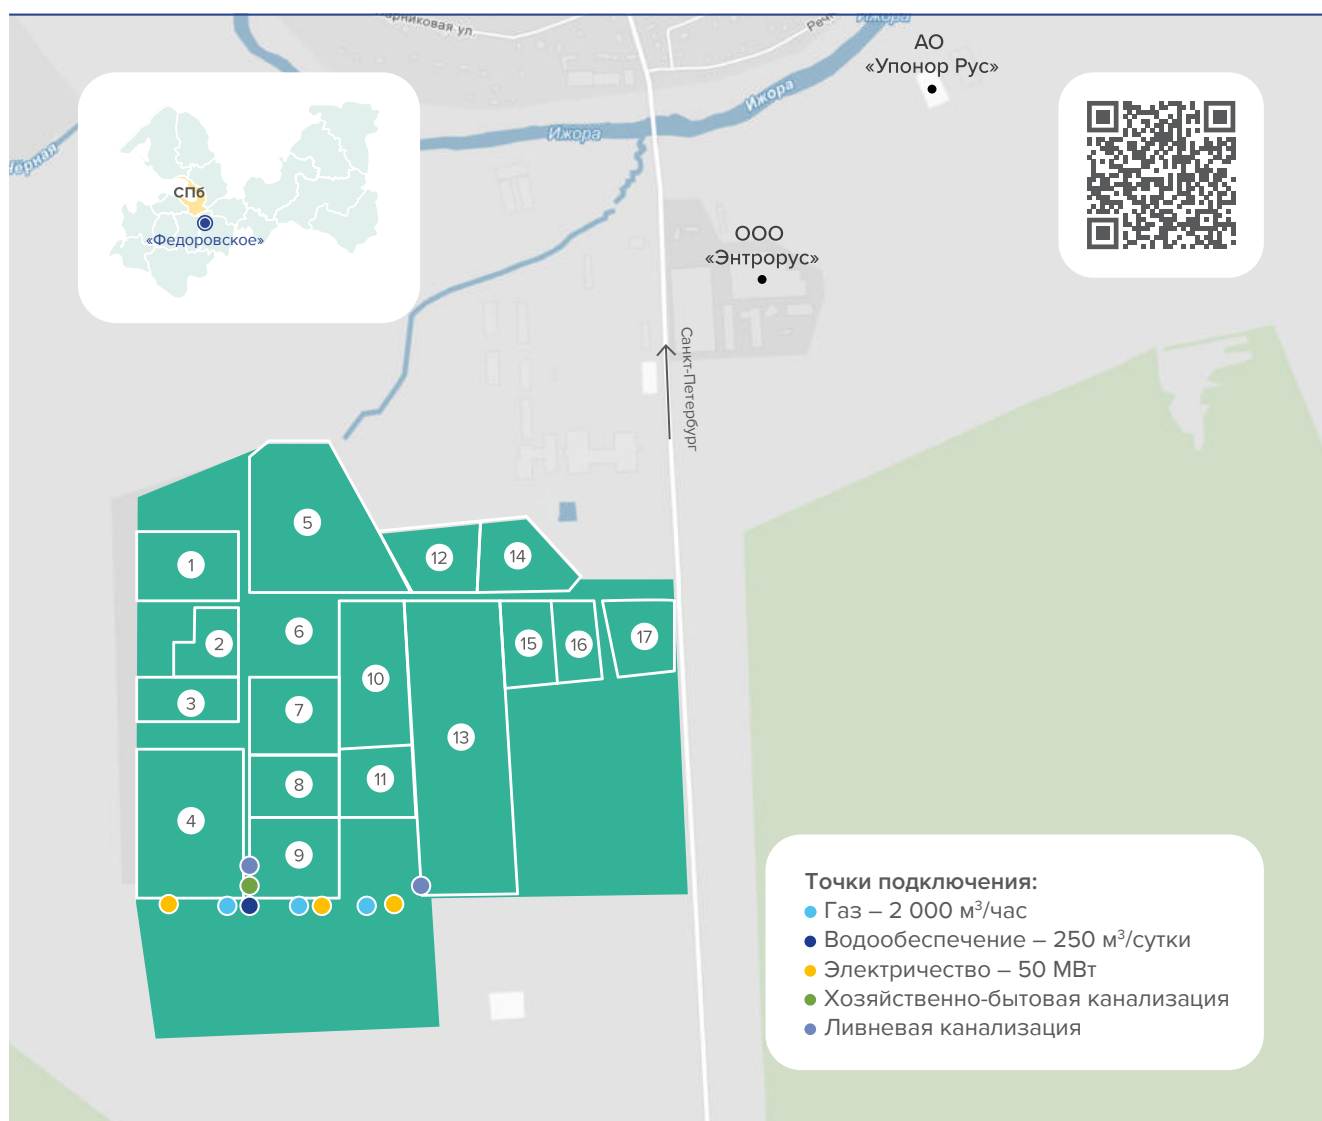 Ижора
АО
«Упонор Рус»
Ижора
Ижора
СПб
«Федоровское»
ООО
«Энтрорус»
Санкт-Петербург
5
12
14
1
6
2
15
16
17
10
3
7
13
8
11
4
9
Точки подключения:
Газ – 2 000 м³/час
Водообеспечение – 250 м³/сутки
Электричество – 50 МВт
Хозяйственно-бытовая канализация
Ливневая канализация